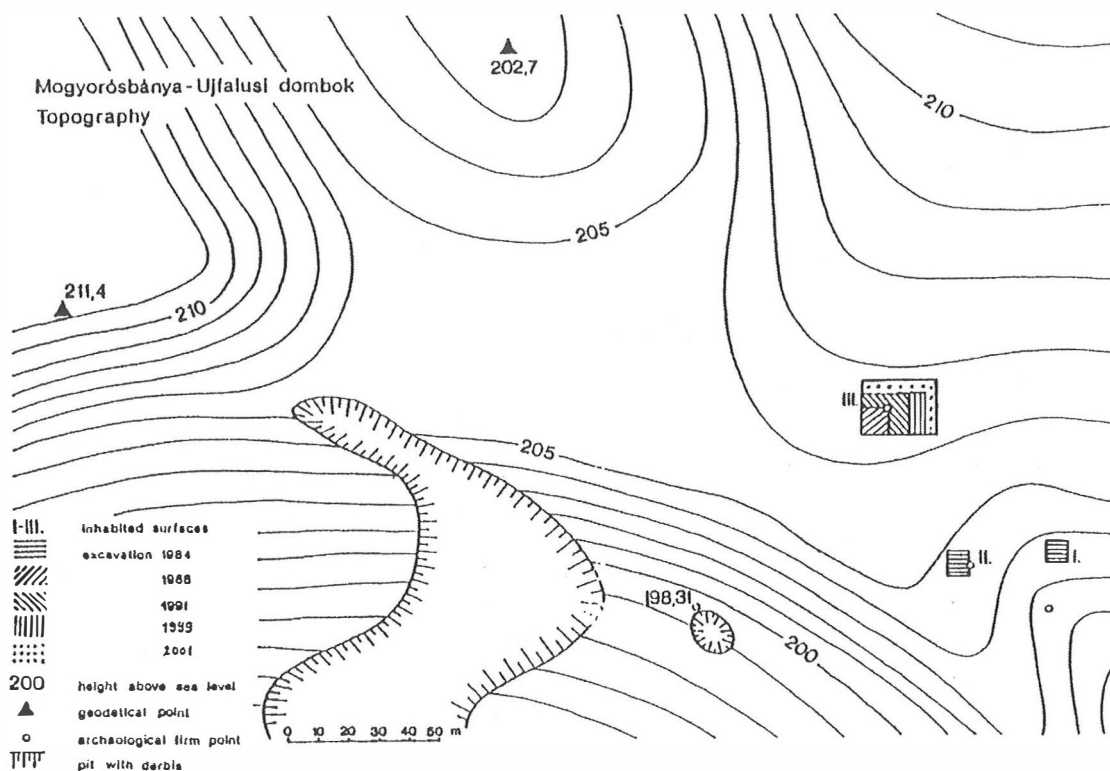 Mogyorósbánya-Ujfalusi dombok
Topography
202,7
210
205
211,4
210
III.
205
II.
I.
198,31
200
I-III. inhabited surfaces
excavation 1984
1988
1991
1999
2001
200 height above sea level
geodetical point
archaeological firm point
pit with derbis
0 10 20 30 40 50 m